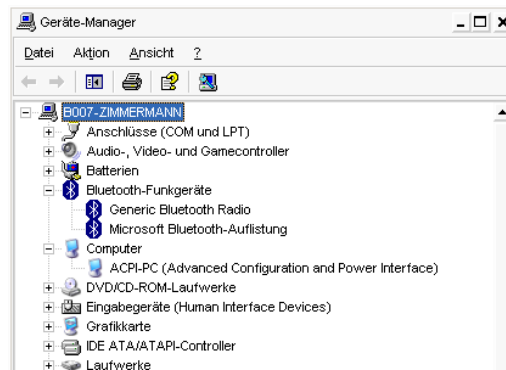 Geräte-Manager
Datei Aktion Ansicht ?
B007-ZIMMERMANN
Anschlüsse (COM und LPT)
Audio-, Video- und Gamecontroller
Batterien
Bluetooth-Funkgeräte
Generic Bluetooth Radio
Microsoft Bluetooth-Auflistung
Computer
ACPI-PC (Advanced Configuration and Power Interface)
DVD/CD-ROM-Laufwerke
Eingabegeräte (Human Interface Devices)
Grafikkarte
IDE ATA/ATAPI-Controller
Laufwerke